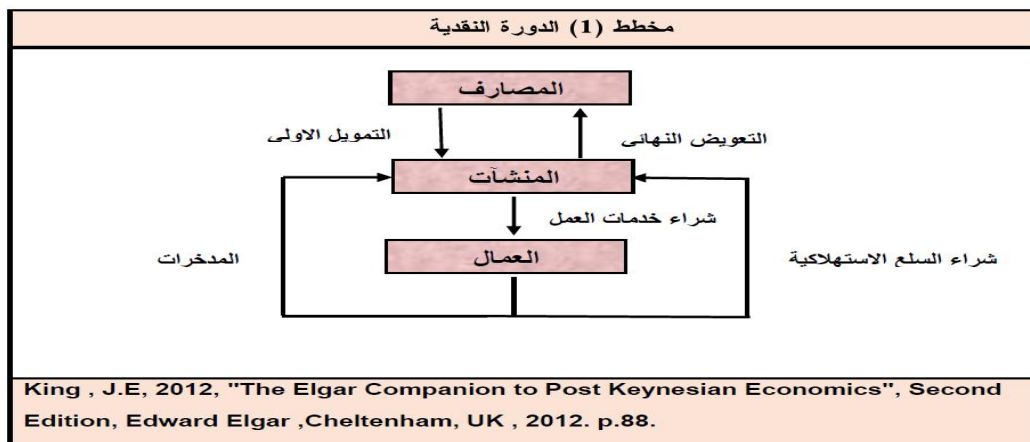 مخطط (1) الدورة النقدية
المصارف
التمويل الاولى
التعويض النهائى
المنشآت
شراء خدمات العمل
العمال
المدخرات
شراء السلع الاستهلاكية
King , J.E, 2012, "The Elgar Companion to Post Keynesian Economics", Second
Edition, Edward Elgar ,Cheltenham, UK , 2012. p.88.